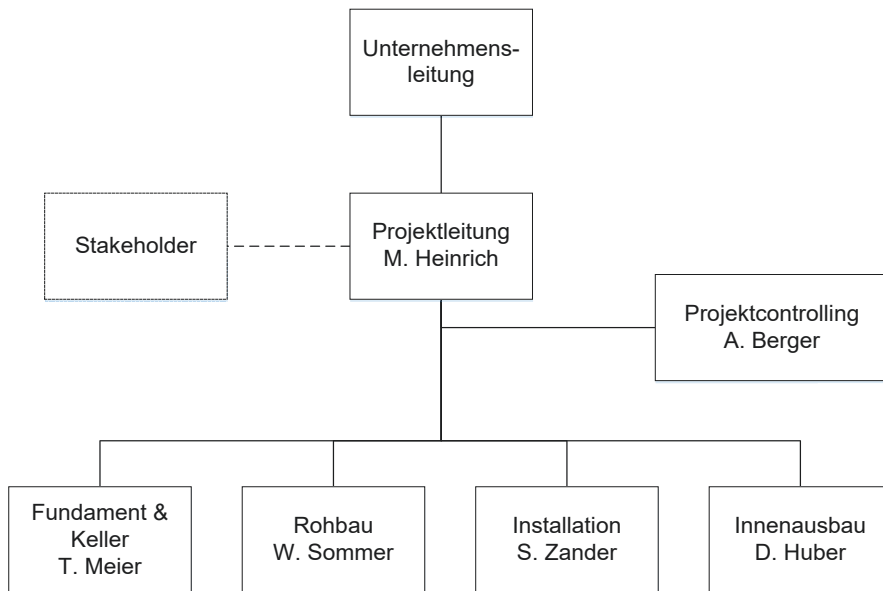 Unternehmens-
leitung
Stakeholder
Projektleitung
M. Heinrich
Projektcontrolling
A. Berger
Fundament &
Keller
T. Meier
Rohbau
W. Sommer
Installation
S. Zander
Innenausbau
D. Huber